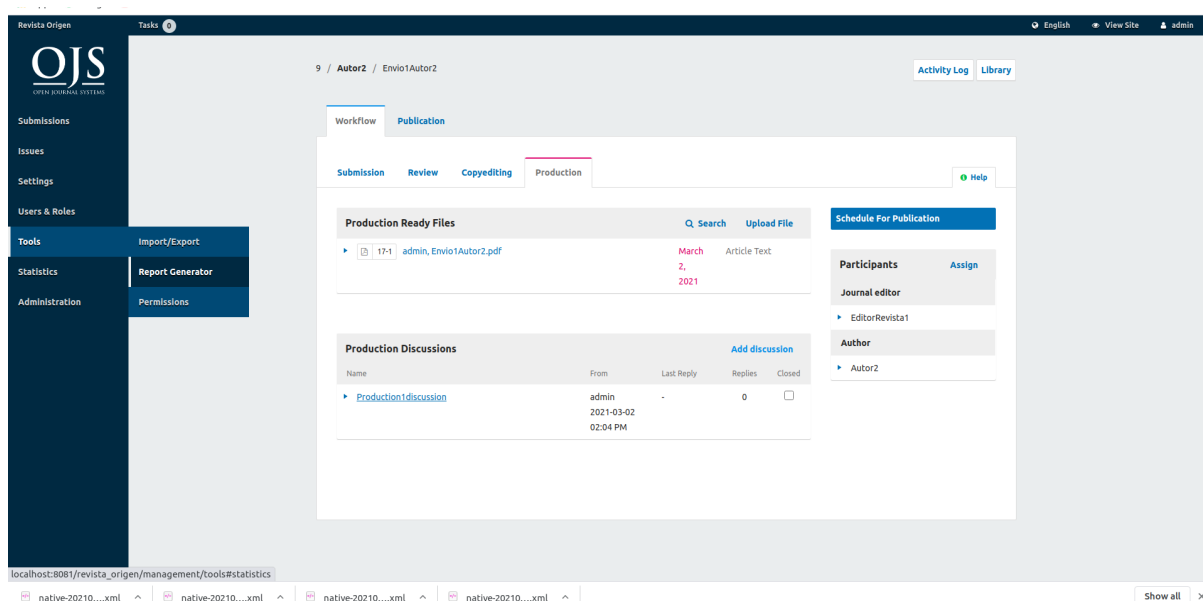 Revista Origen
Tasks 0
English
View Site
admin
OJS
OPEN JOURNAL SYSTEMS
9 / Autor2 / Envio1Autor2
Activity Log
Library
Submissions
Issues
Settings
Users & Roles
Tools
Statistics
Administration
Import/Export
Report Generator
Permissions
Workflow
Publication
Submission
Review
Copyediting
Production
Help
Production Ready Files
Search
Upload File
17-1 admin, Envio1Autor2.pdf
March
2,
2021
Article Text
Schedule For Publication
Participants
Assign
Journal editor
EditorRevista1
Author
Autor2
Production Discussions
Add discussion
Name
From
Last Reply
Replies
Closed
Production1discussion
admin
2021-03-02
02:04 PM
-
0
localhost:8081/revista_origen/management/tools#statistics
native-20210....xml
native-20210....xml
native-20210....xml
native-20210....xml
Show all